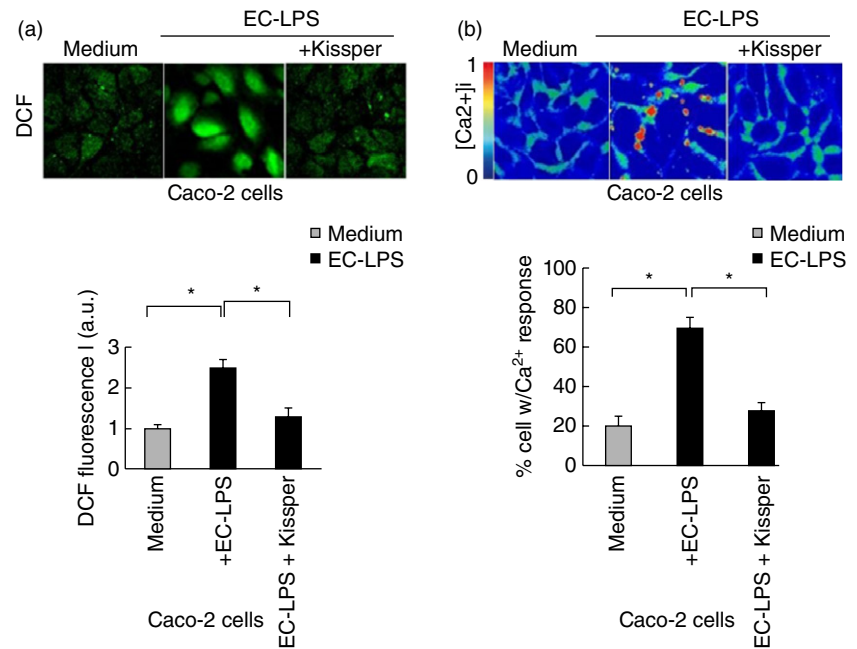 (a)
EC-LPS
Medium
+Kissper
DCF
Caco-2 cells
Medium
EC-LPS
*
*
DCF fluorescence I (a.u.)
3
2
1
0
Medium
+EC-LPS
EC-LPS + Kissper
Caco-2 cells
(b)
EC-LPS
Medium
+Kissper
[Ca2+]i
1
0
Caco-2 cells
Medium
EC-LPS
*
*
% cell w/Ca²⁺ response
100
80
60
40
20
0
Medium
+EC-LPS
EC-LPS + Kissper
Caco-2 cells